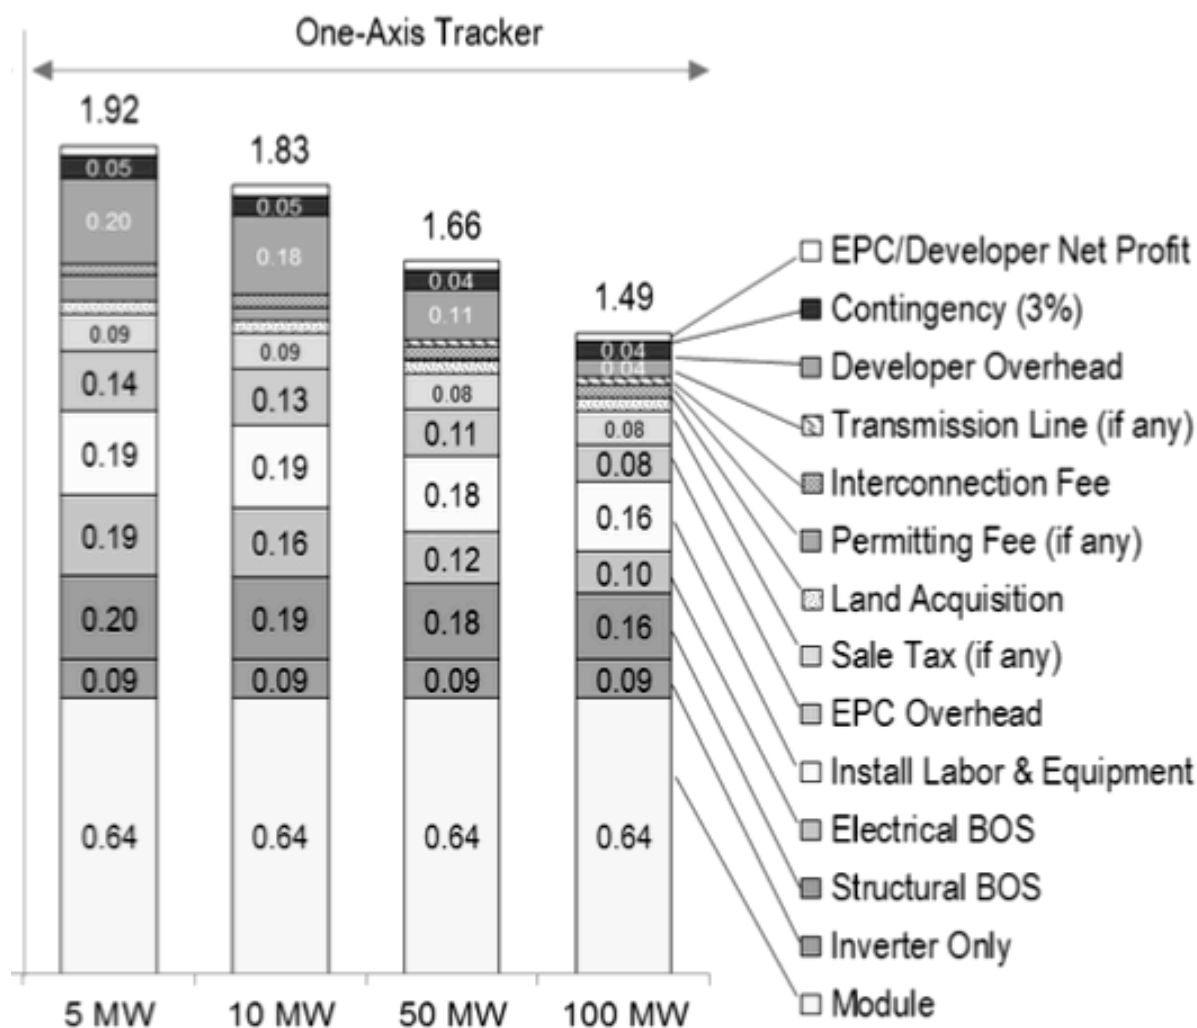 One-Axis Tracker
1.92
1.83
1.66
1.49
0.05
0.20
0.09
0.14
0.19
0.19
0.20
0.09
0.64
0.05
0.18
0.09
0.13
0.19
0.16
0.19
0.09
0.64
0.04
0.11
0.08
0.11
0.18
0.12
0.18
0.09
0.64
0.04
0.04
0.08
0.08
0.16
0.10
0.16
0.09
0.64
EPC/Developer Net Profit
Contingency (3%)
Developer Overhead
Transmission Line (if any)
Interconnection Fee
Permitting Fee (if any)
Land Acquisition
Sale Tax (if any)
EPC Overhead
Install Labor & Equipment
Electrical BOS
Structural BOS
Inverter Only
Module
5 MW
10 MW
50 MW
100 MW